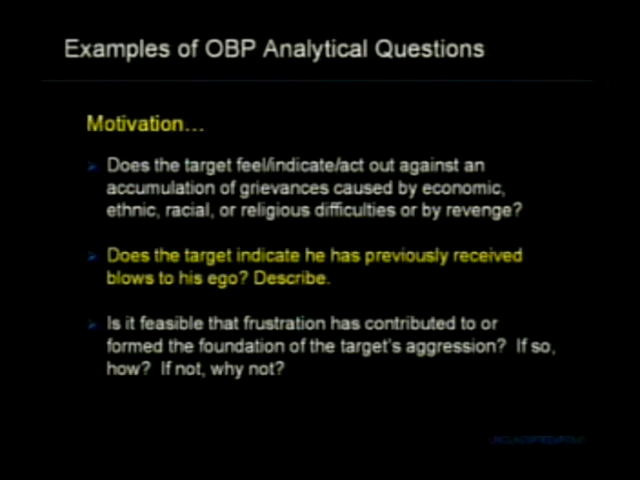 Examples of OBP Analytical Questions
Motivation…
Does the target feel/indicate/act out against an
accumulation of grievances caused by economic,
ethnic, racial, or religious difficulties or by revenge?
Does the target indicate he has previously received
blows to his ego? Describe.
Is it feasible that frustration has contributed to or
formed the foundation of the target's aggression? If so,
how? If not, why not?